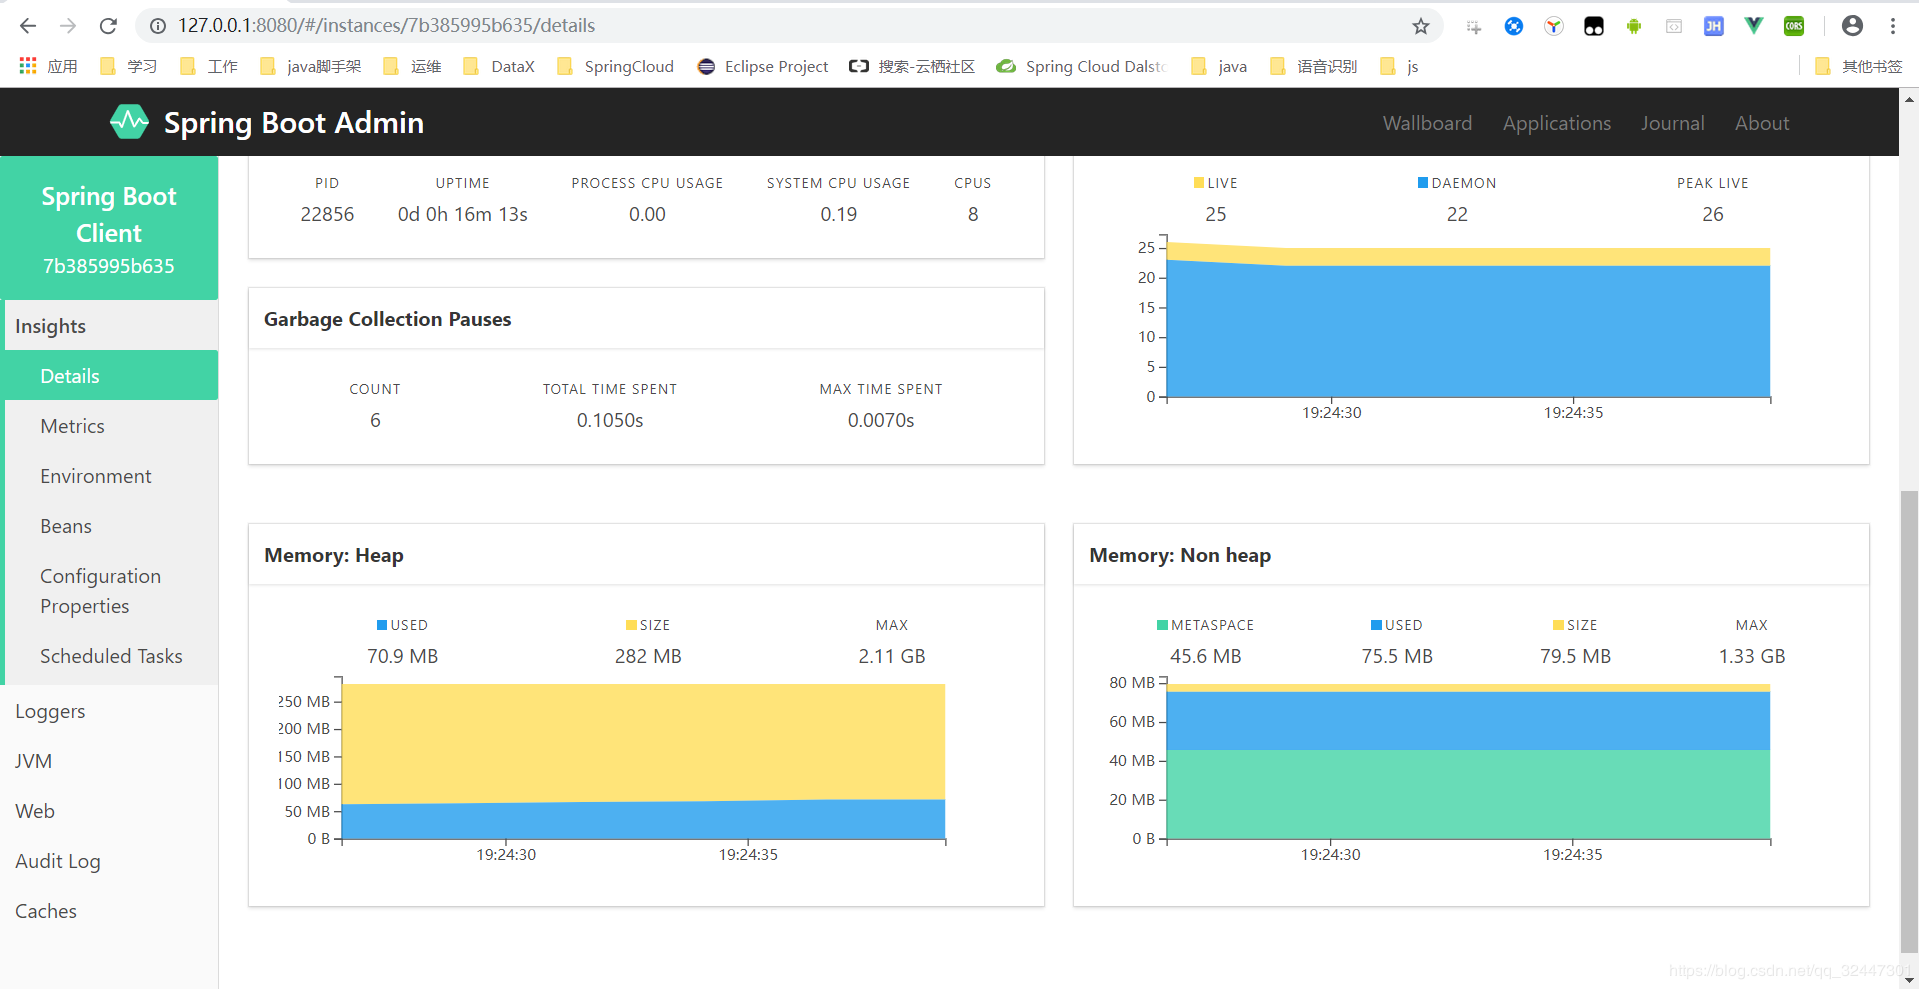 127.0.0.1:8080/#/instances/7b385995b635/details
应用 学习 工作 java脚手架 运维 DataX SpringCloud Eclipse Project 搜索-云栖社区 Spring Cloud Dalst java 语音识别 js 其他书签
JH CORS
Spring Boot Admin
Wallboard Applications Journal About
Spring Boot
Client
7b385995b635
Insights
Details
Metrics
Environment
Beans
Configuration
Properties
Scheduled Tasks
Loggers
JVM
Web
Audit Log
Caches
PID UPTIME PROCESS CPU USAGE SYSTEM CPU USAGE CPUS
22856 0d 0h 16m 13s 0.00 0.19 8
Garbage Collection Pauses
COUNT TOTAL TIME SPENT MAX TIME SPENT
6 0.1050s 0.0070s
LIVE DAEMON PEAK LIVE
25 22 26
25
20
15
10
5
0
19:24:30 19:24:35
Memory: Heap
USED SIZE MAX
70.9 MB 282 MB 2.11 GB
250 MB
200 MB
150 MB
100 MB
50 MB
0 B
19:24:30 19:24:35
Memory: Non heap
METASPACE USED SIZE MAX
45.6 MB 75.5 MB 79.5 MB 1.33 GB
80 MB
60 MB
40 MB
20 MB
0 B
19:24:30 19:24:35
https://blog.csdn.net/qq_32447301